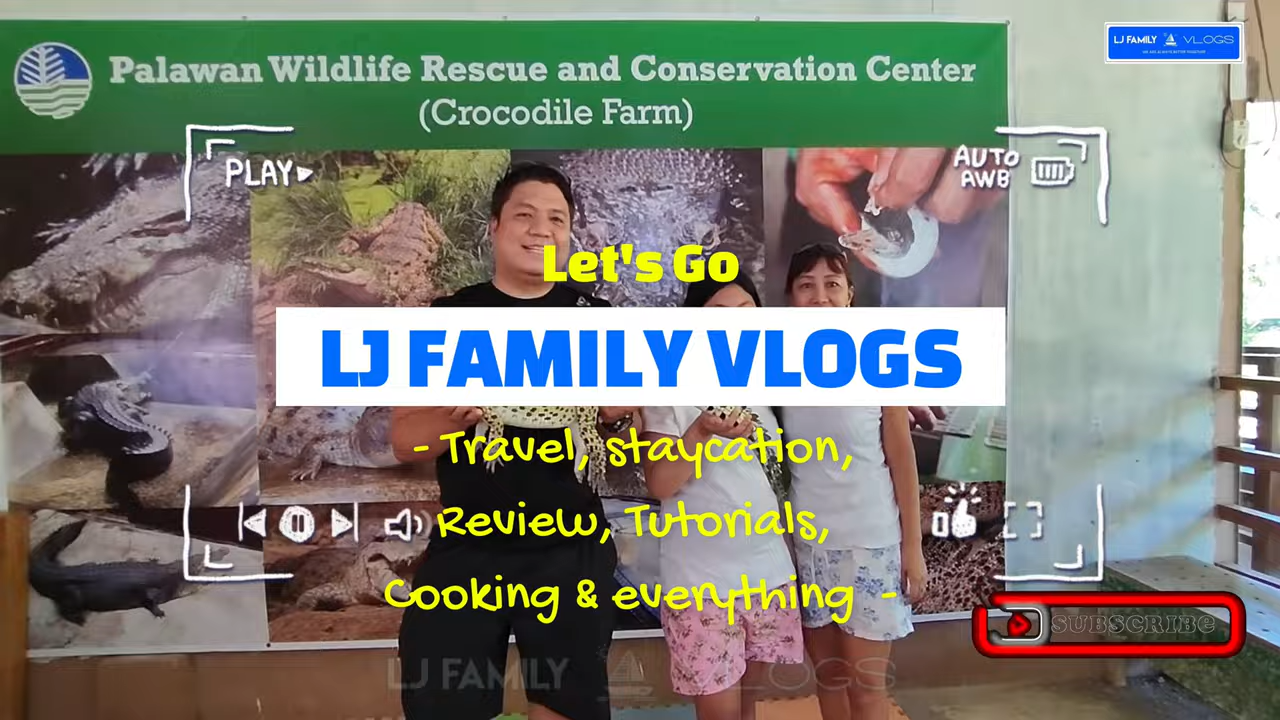 Palawan Wildlife Rescue and Conservation Center
(Crocodile Farm)
LJ FAMILY VLOGS
PLAY
AUTO
AWB
Let's Go
LJ FAMILY VLOGS
- Travel, staycation,
Review, Tutorials,
Cooking & everything -
SUBSCRIBe
LJ FAMILY VLOGS